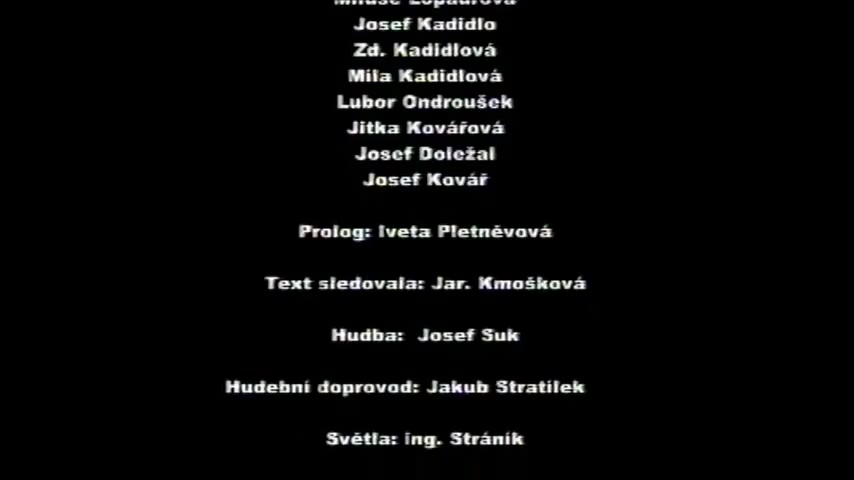 Josef Kadidlo
Zd. Kadidlová
Mila Kadidlová
Lubor Ondroušek
Jitka Kovářová
Josef Doležal
Josef Kovář
Prolog: Iveta Pletněvová
Text sledovala: Jar. Kmošková
Hudba: Josef Suk
Hudební doprovod: Jakub Stratílek
Světla: ing. Stráník